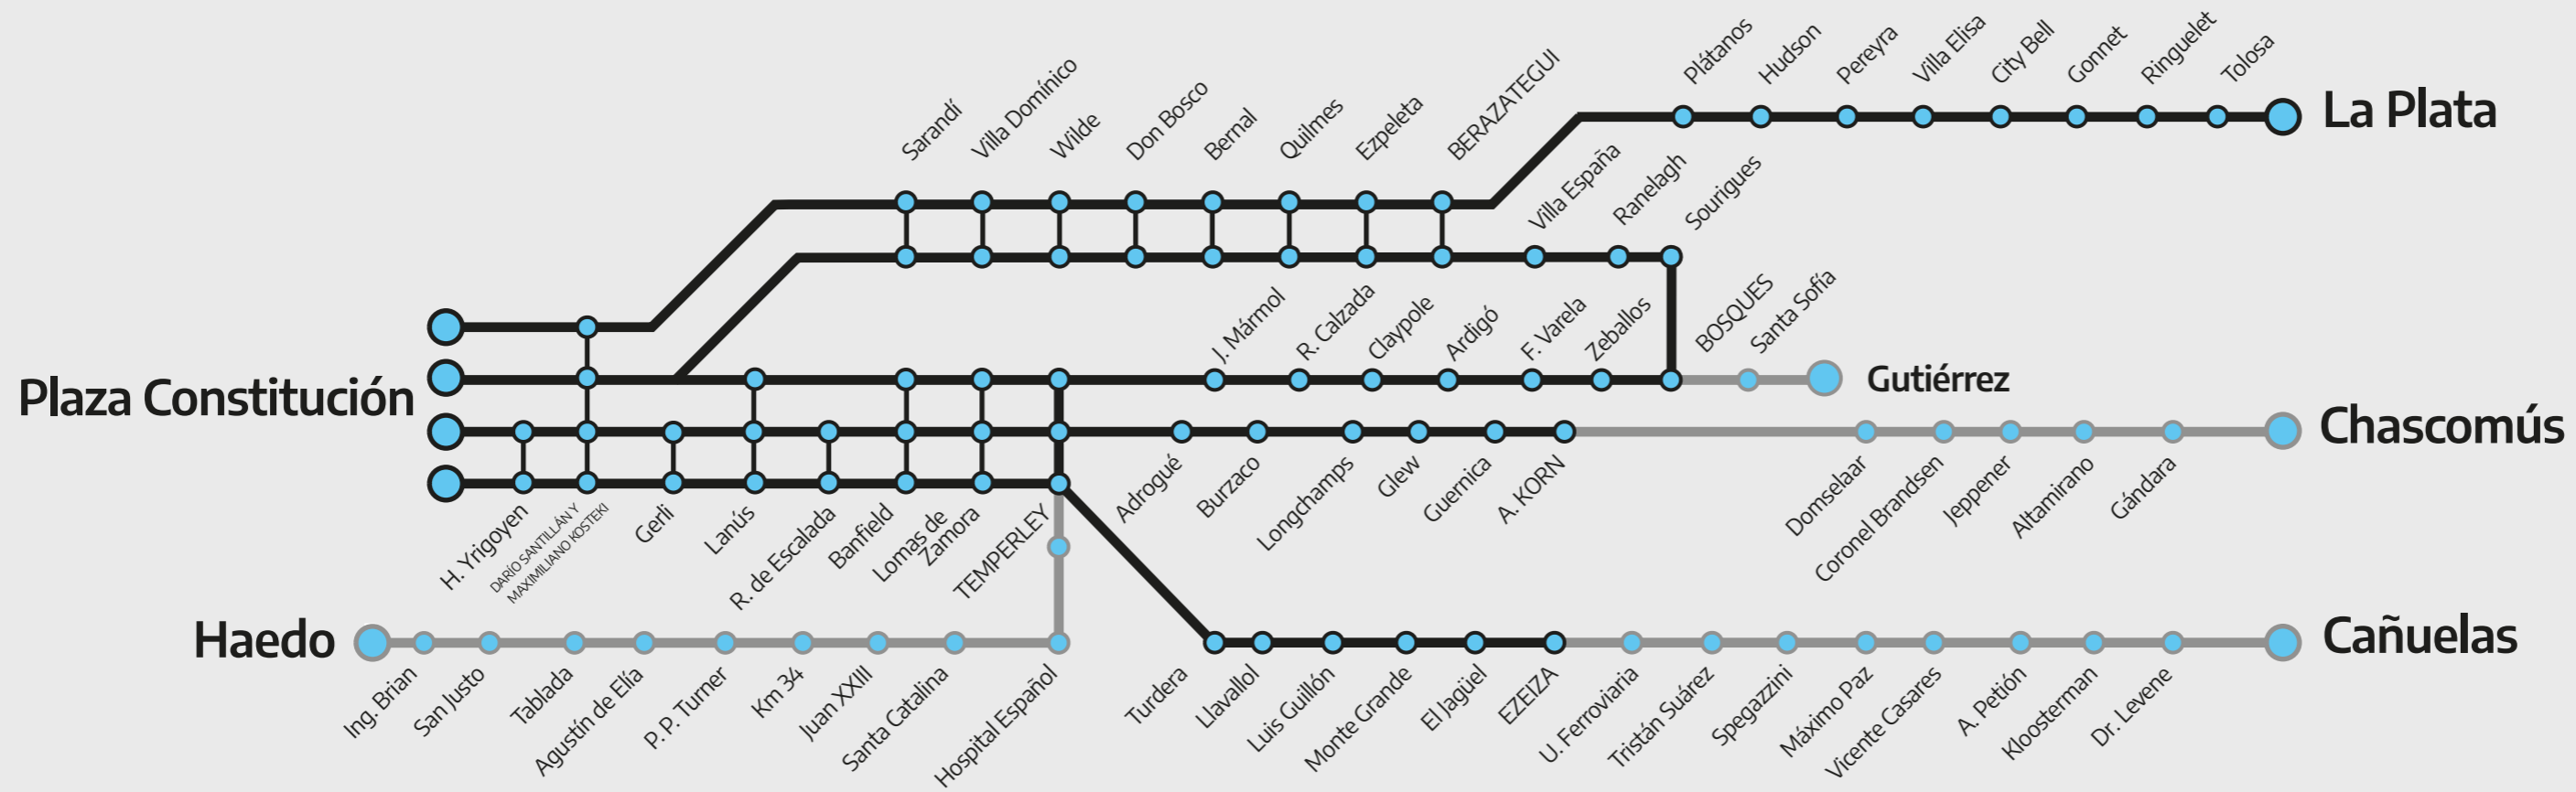 Plátanos
Hudson
Pereyra
Villa Elisa
City Bell
Gonnet
Ringuelet
Tolosa
La Plata
Sarandí
Villa Domínico
Wilde
Don Bosco
Bernal
Quilmes
Ezpeleta
BERAZATEGUI
Villa España
Ranelagh
Sourigues
J. Mármol
R. Calzada
Claypole
Ardigó
F. Varela
Zeballos
BOSQUES
Santa Sofía
Gutiérrez
Plaza Constitución
Chascomús
H. Yrigoyen
DARÍO SANTILLÁN Y
MAXIMILIANO KOSTEKI
Gerli
Lanús
R. de Escalada
Banfield
Lomas de
Zamora
TEMPERLEY
Adrogué
Burzaco
Longchamps
Glew
Guernica
A. KORN
Domselaar
Coronel Brandsen
Jeppener
Altamirano
Gándara
Haedo
Cañuelas
Ing. Brian
San Justo
Tablada
Agustín de Elía
P. P. Turner
Km 34
Juan XXIII
Santa Catalina
Hospital Español
Turdera
Llavallol
Luis Guillón
Monte Grande
El Jagüel
EZEIZA
U. Ferroviaria
Tristán Suárez
Spegazzini
Máximo Paz
Vicente Casares
A. Petión
Kloosterman
Dr. Levene